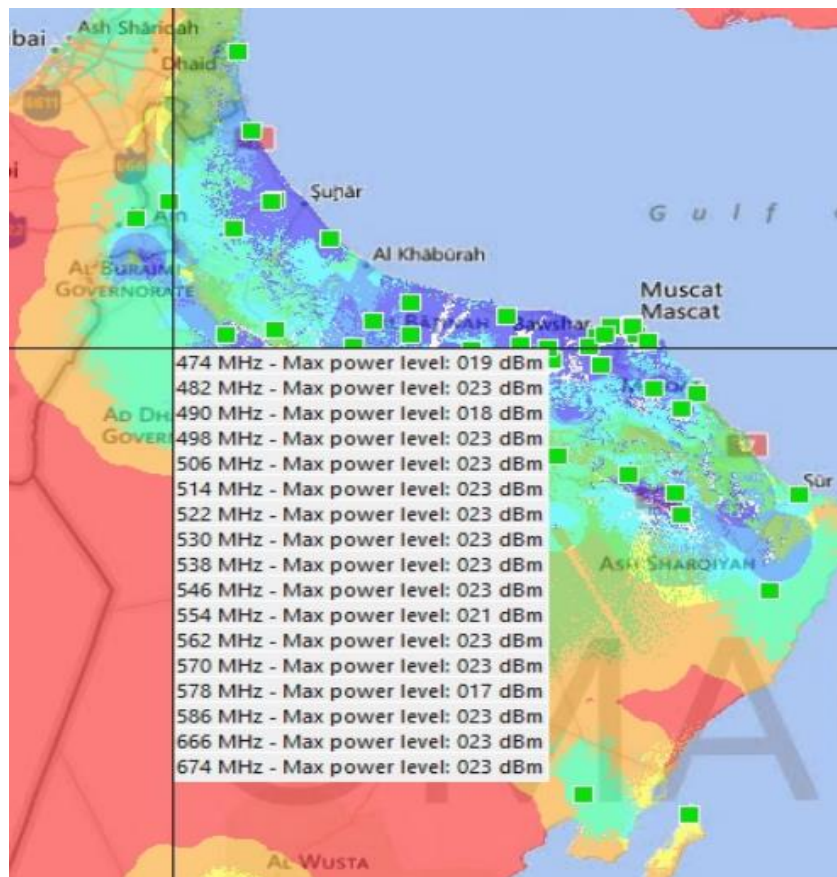 bai
Ash Shāriqah
Dhaid
E611
E66
Şuḩār
Al Khābūrah
G u l f
AL BURAIMI
GOVERNORATE
Muscat
Mascat
Bawshar
474 MHz - Max power level: 019 dBm
482 MHz - Max power level: 023 dBm
490 MHz - Max power level: 018 dBm
498 MHz - Max power level: 023 dBm
506 MHz - Max power level: 023 dBm
514 MHz - Max power level: 023 dBm
522 MHz - Max power level: 023 dBm
530 MHz - Max power level: 023 dBm
538 MHz - Max power level: 023 dBm
546 MHz - Max power level: 023 dBm
554 MHz - Max power level: 021 dBm
562 MHz - Max power level: 023 dBm
570 MHz - Max power level: 023 dBm
578 MHz - Max power level: 017 dBm
586 MHz - Max power level: 023 dBm
666 MHz - Max power level: 023 dBm
674 MHz - Max power level: 023 dBm
AD DH
GOVER
Şūr
ASH SHARQIYAH
MA
AL WUSTA